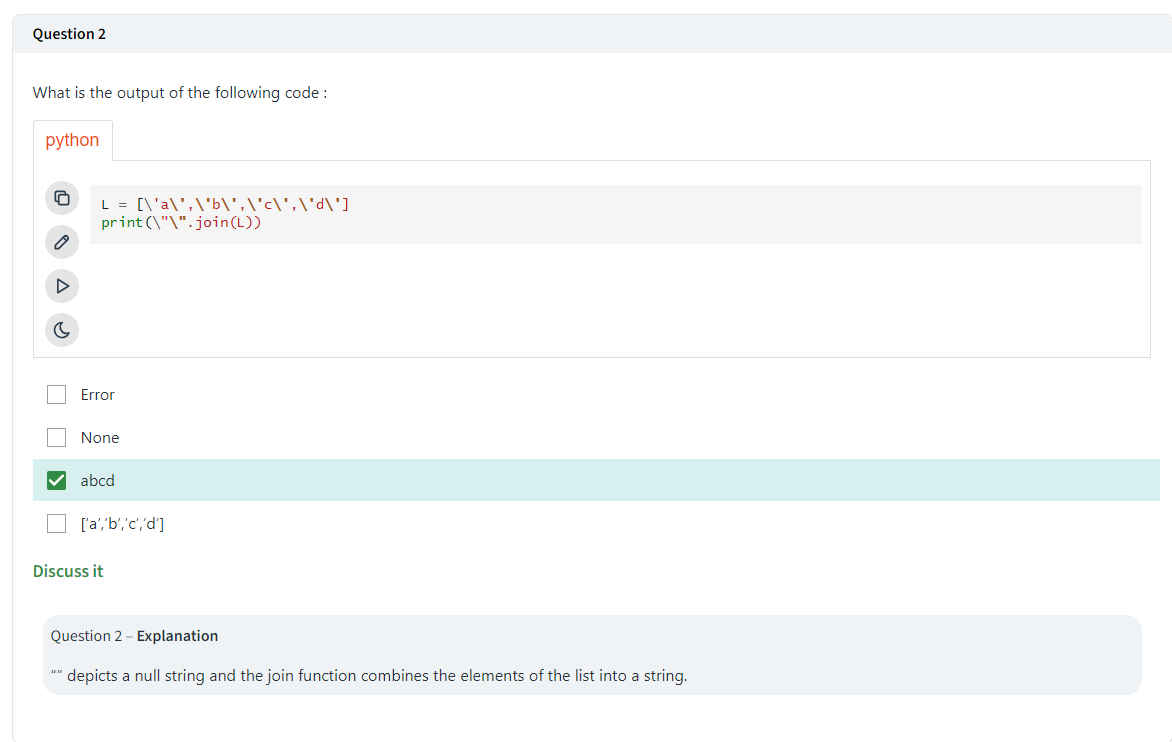 Question 2
What is the output of the following code :
python
L = [\'a\',\'b\',\'c\',\'d\']
print(\"\".join(L))
Error
None
abcd
['a','b','c','d']
Discuss it
Question 2 – Explanation
“” depicts a null string and the join function combines the elements of the list into a string.